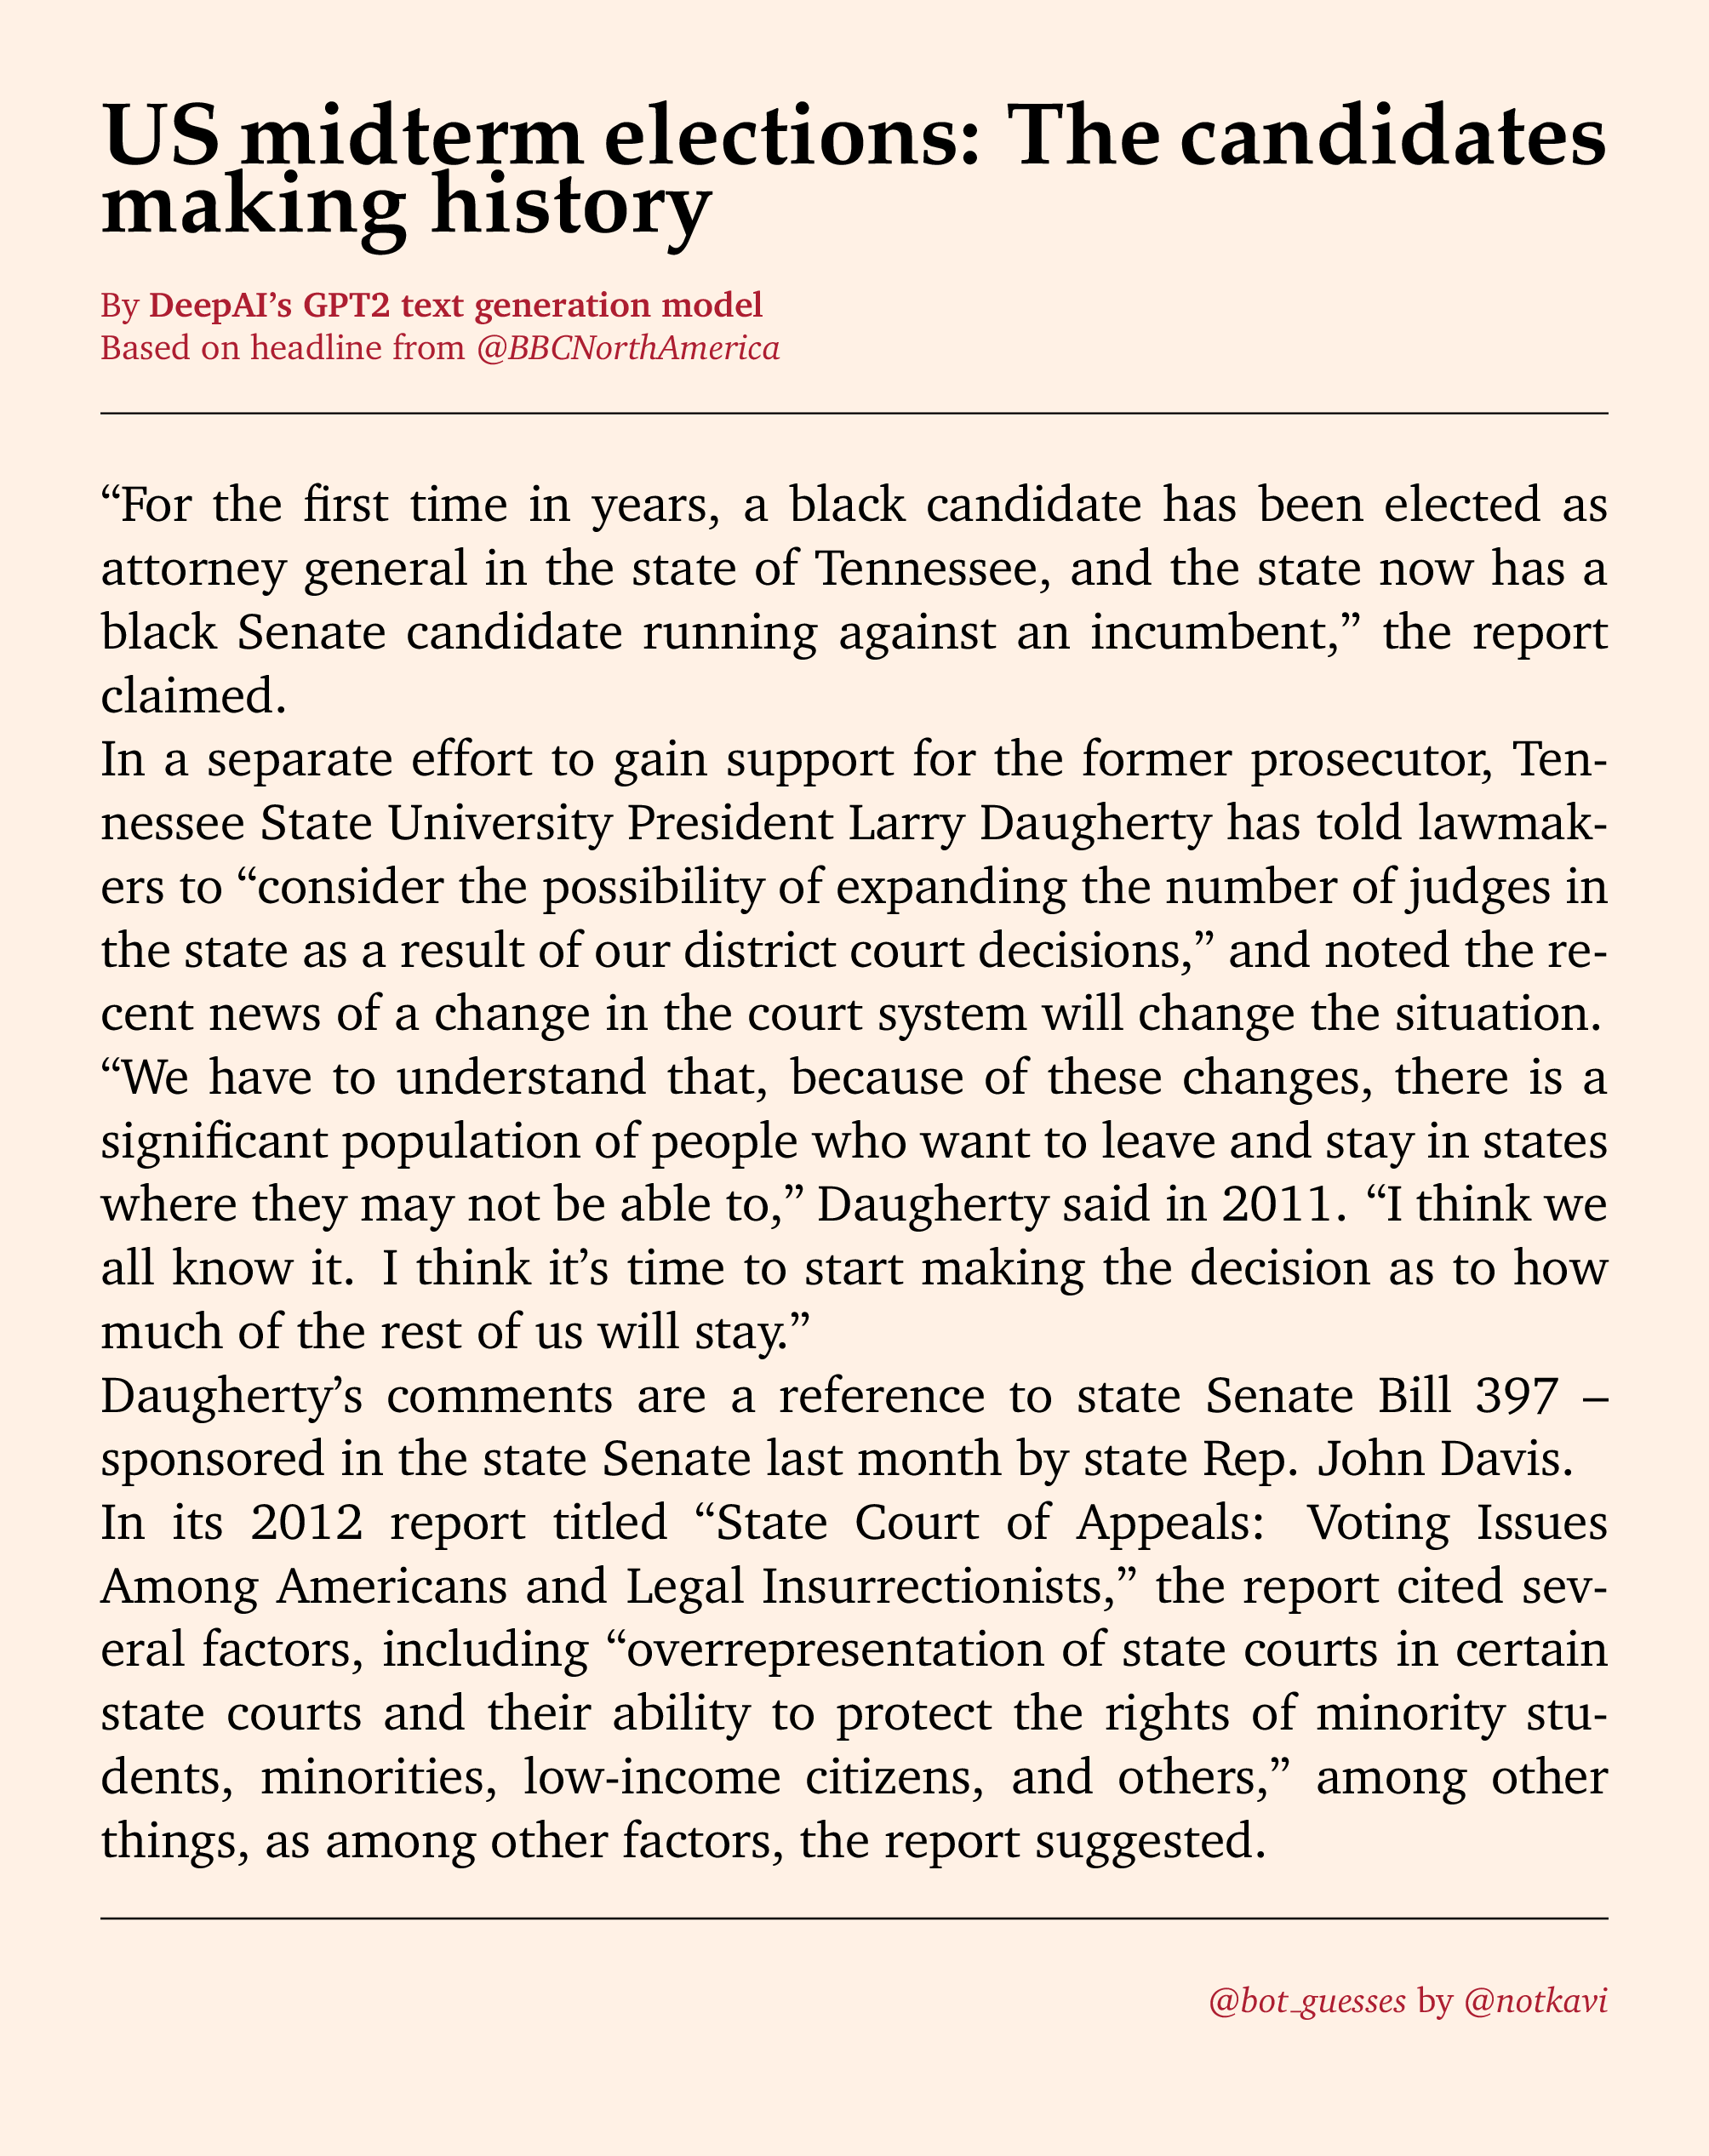 US midterm elections: The candidates
making history
By DeepAI’s GPT2 text generation model
Based on headline from @BBCNorthAmerica
“For the first time in years, a black candidate has been elected as
attorney general in the state of Tennessee, and the state now has a
black Senate candidate running against an incumbent,” the report
claimed.
In a separate effort to gain support for the former prosecutor, Ten-
nessee State University President Larry Daugherty has told lawmak-
ers to “consider the possibility of expanding the number of judges in
the state as a result of our district court decisions,” and noted the re-
cent news of a change in the court system will change the situation.
“We have to understand that, because of these changes, there is a
significant population of people who want to leave and stay in states
where they may not be able to,” Daugherty said in 2011. “I think we
all know it. I think it’s time to start making the decision as to how
much of the rest of us will stay.”
Daugherty’s comments are a reference to state Senate Bill 397 –
sponsored in the state Senate last month by state Rep. John Davis.
In its 2012 report titled “State Court of Appeals: Voting Issues
Among Americans and Legal Insurrectionists,” the report cited sev-
eral factors, including “overrepresentation of state courts in certain
state courts and their ability to protect the rights of minority stu-
dents, minorities, low-income citizens, and others,” among other
things, as among other factors, the report suggested.
@bot_guesses by @notkavi